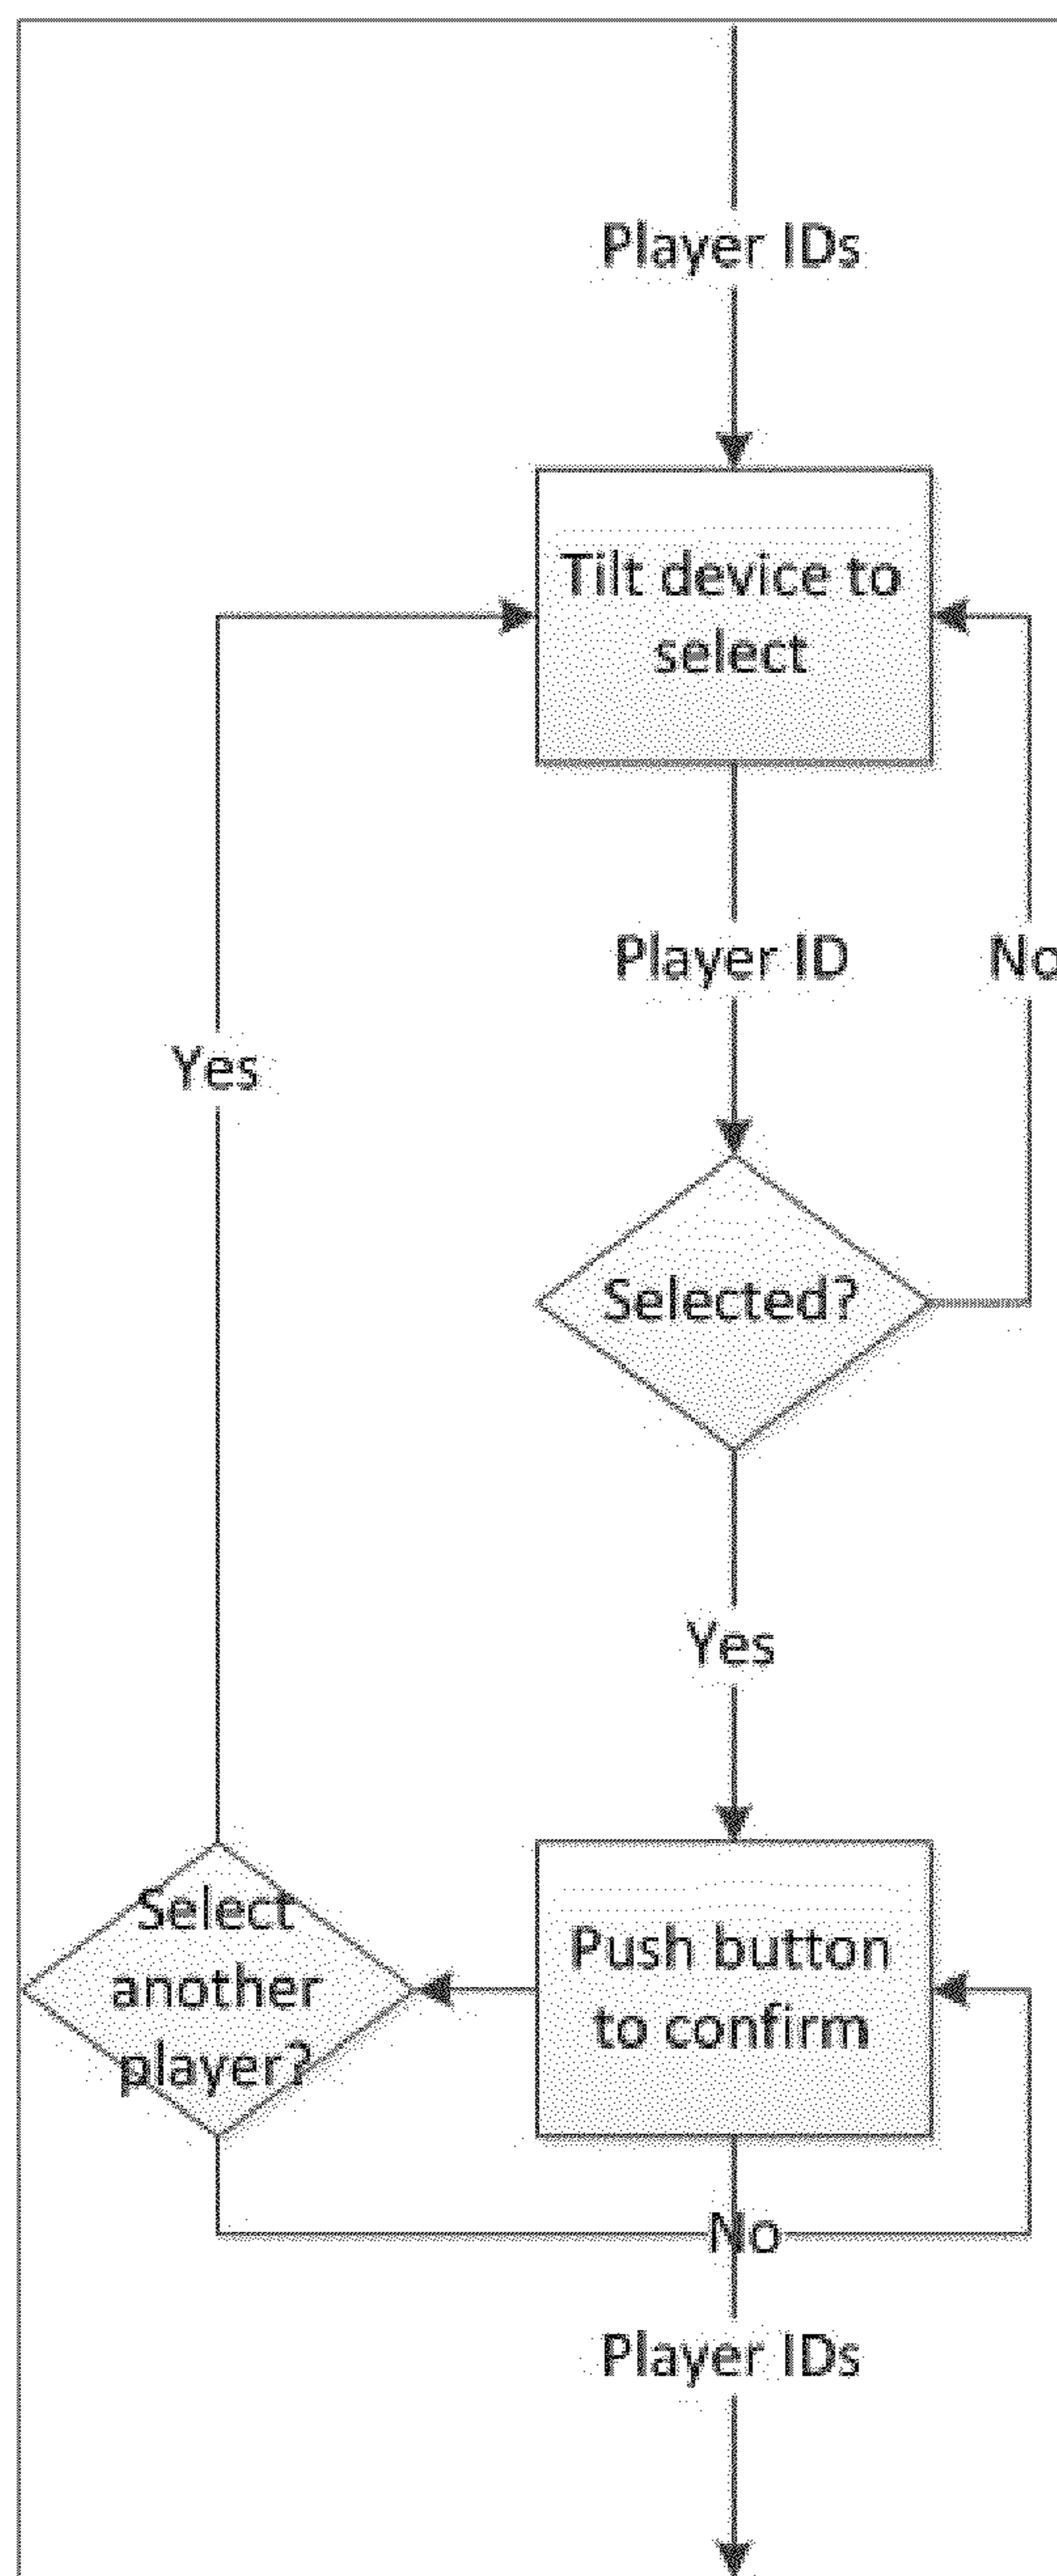 Player IDs
Tilt device to
select
Player ID
No
Yes
Selected?
Yes
Select
another
player?
Push button
to confirm
No
Player IDs